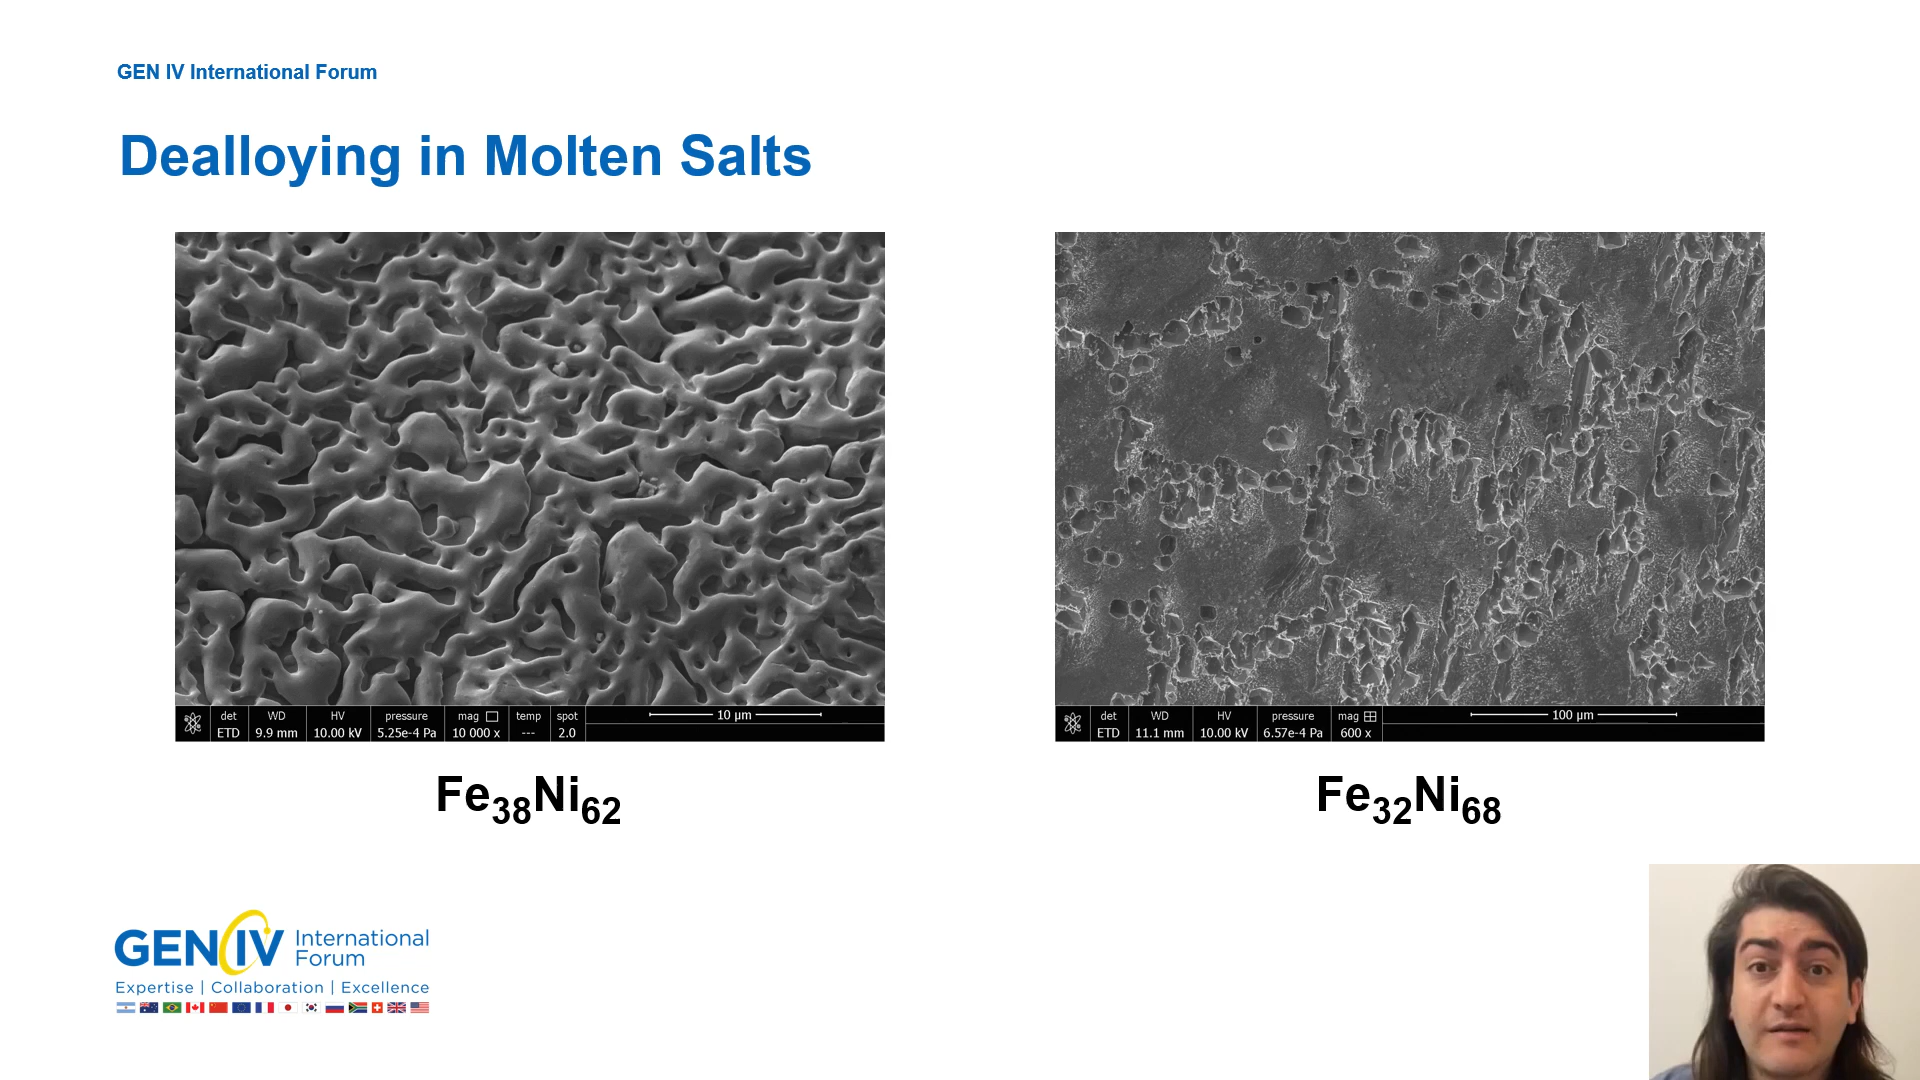 GEN IV International Forum
Dealloying in Molten Salts
det WD HV pressure mag temp spot
ETD 9.9 mm 10.00 kV 5.25e-4 Pa 10 000 x --- 2.0
10 µm
det WD HV pressure mag
ETD 11.1 mm 10.00 kV 6.57e-4 Pa 600 x
100 µm
Fe38Ni62
Fe32Ni68
GEN IV International
Forum
Expertise | Collaboration | Excellence